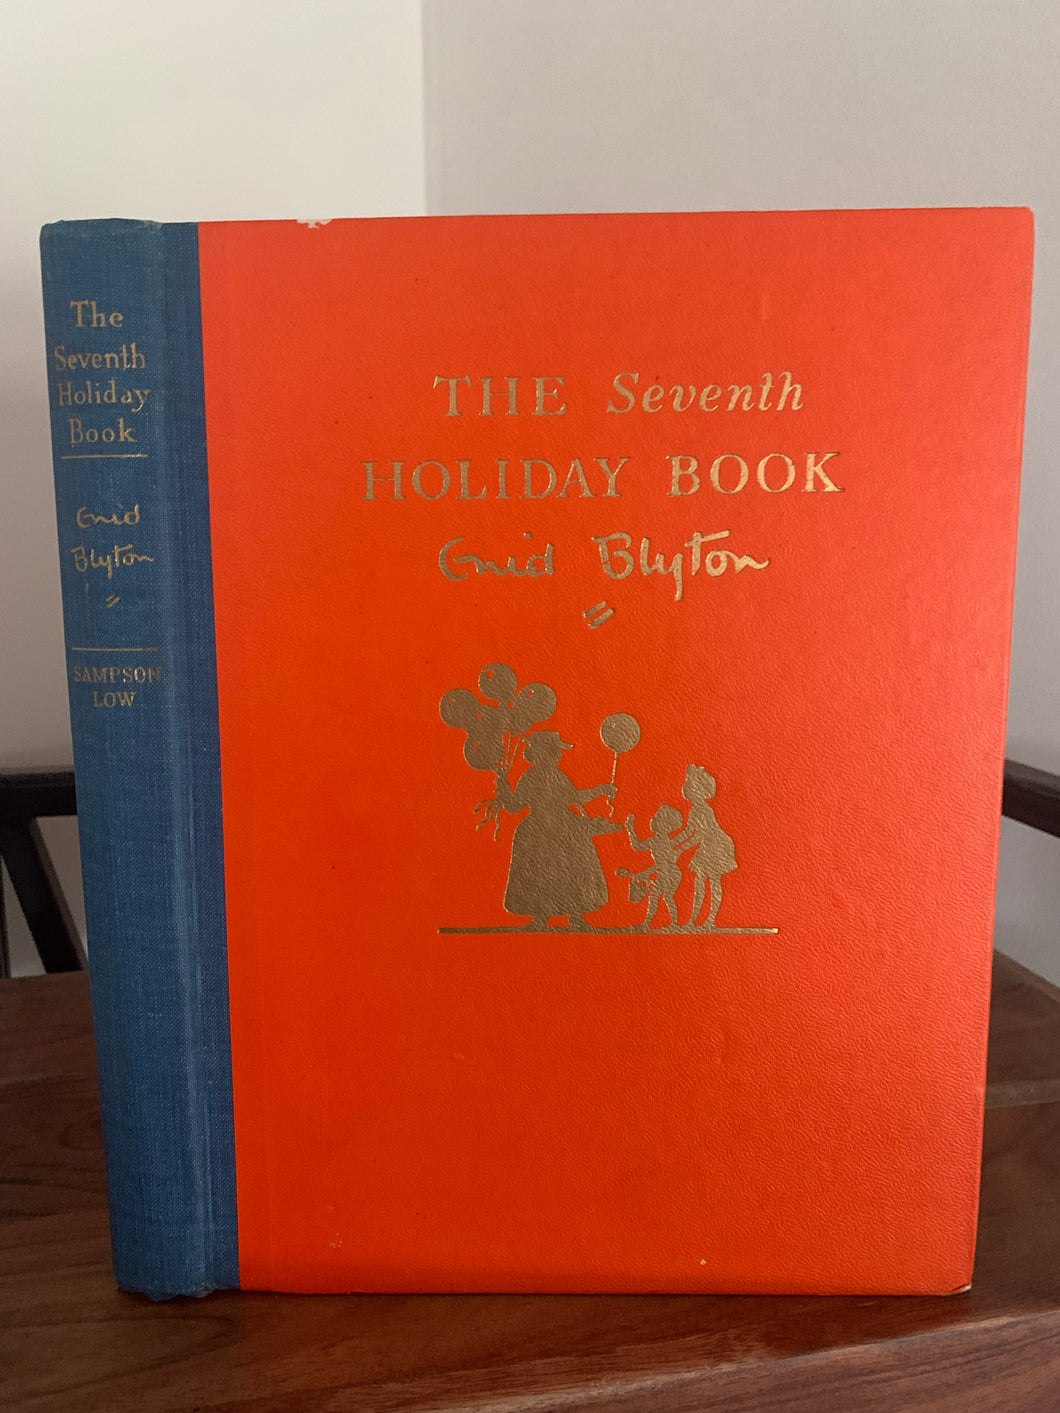 The
Seventh
Holiday
Book
Enid
Blyton
SAMPSON
LOW
THE Seventh
HOLIDAY BOOK
Enid Blyton